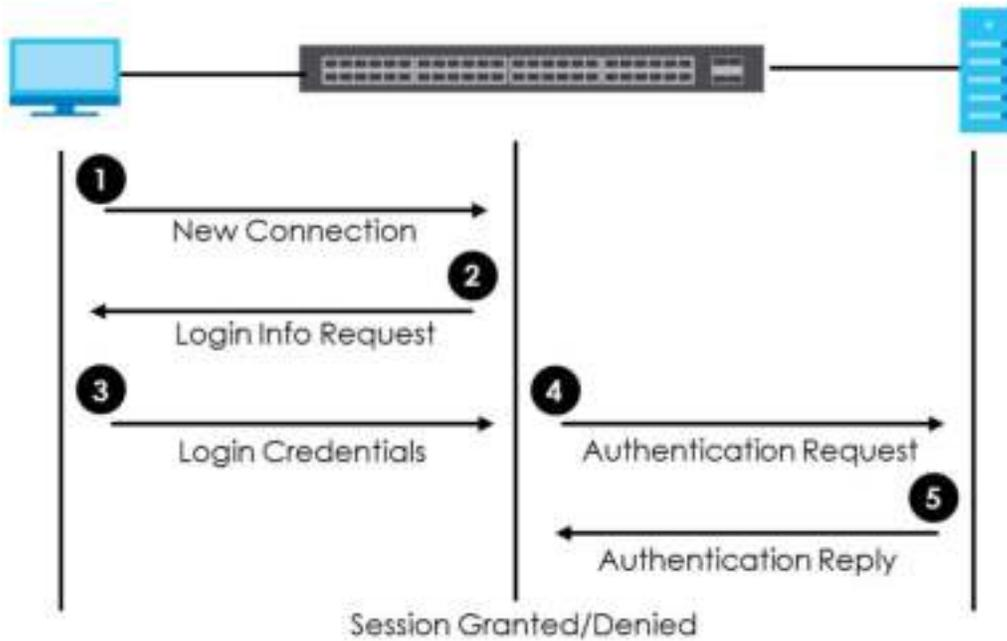 1
New Connection
2
Login Info Request
3
4
Login Credentials
Authentication Request
5
Authentication Reply
Session Granted/Denied